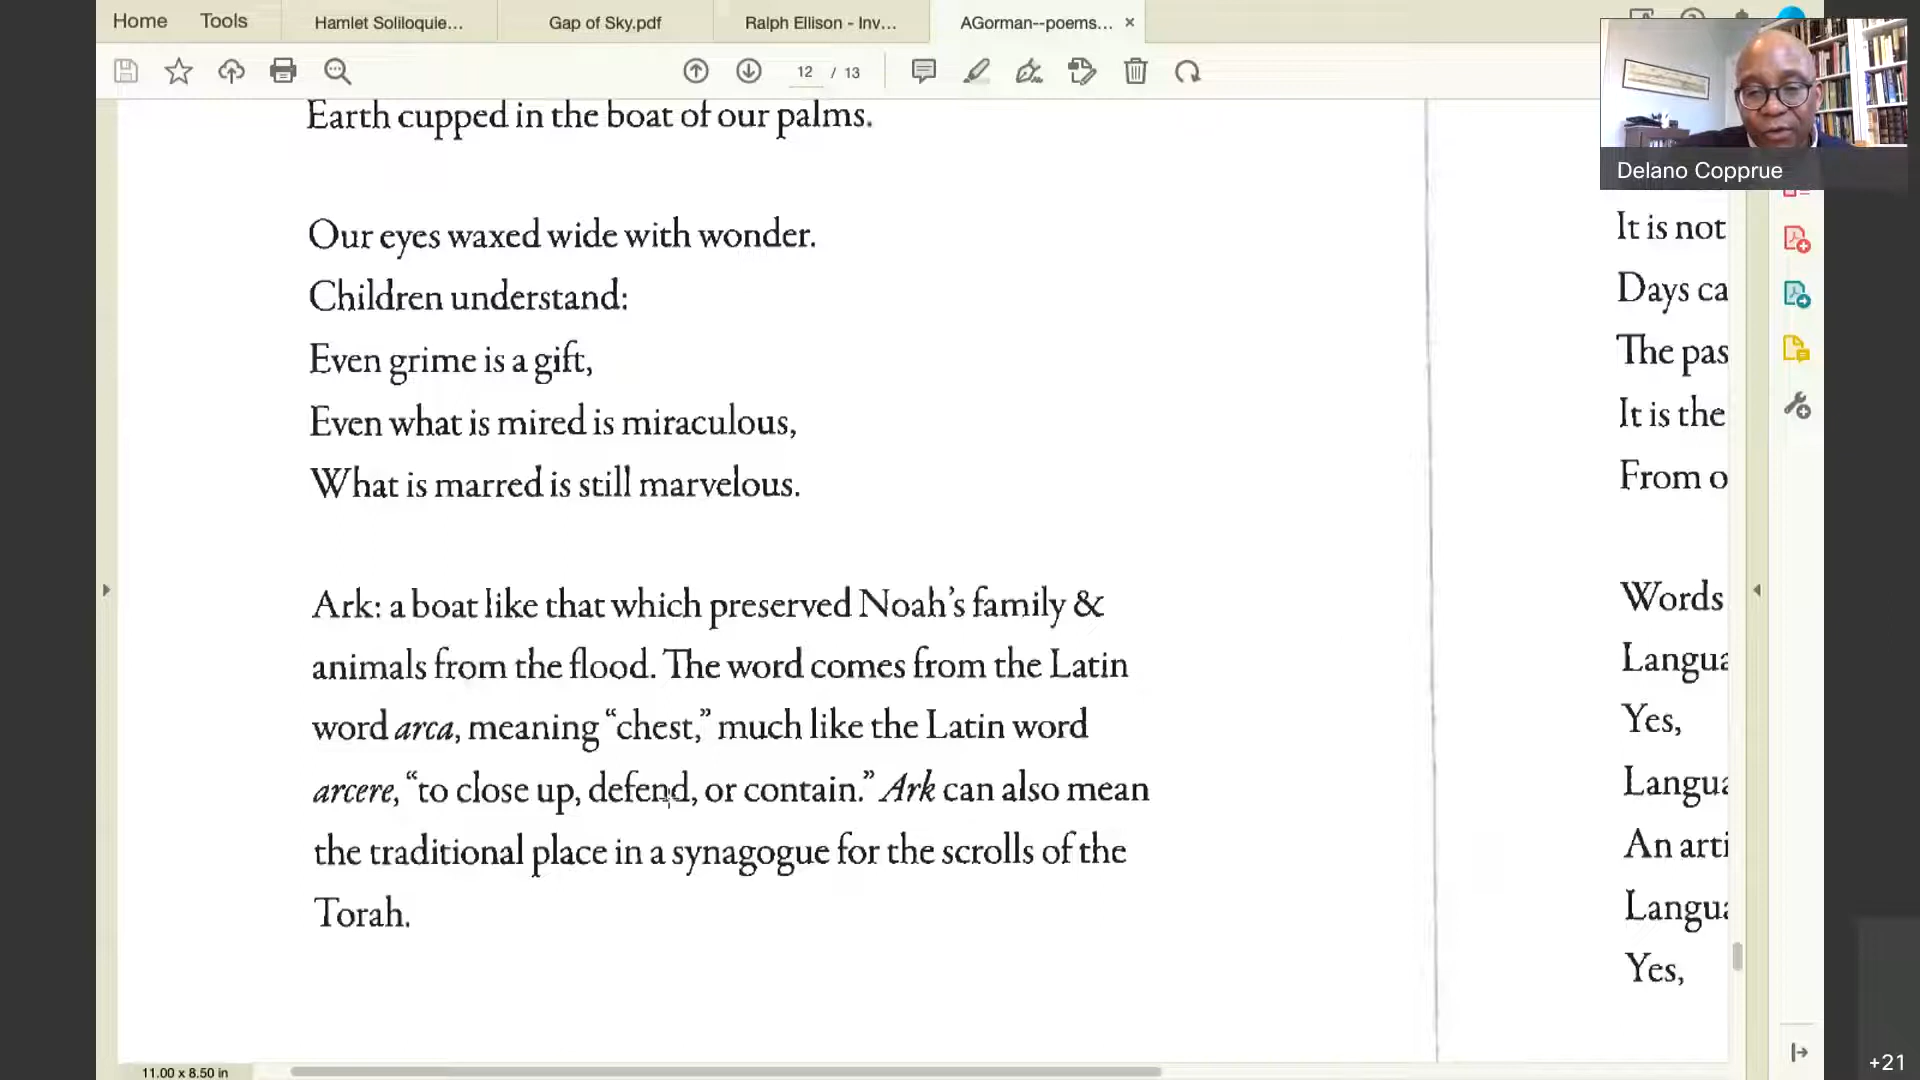 Home Tools Hamlet Soliloquie... Gap of Sky.pdf Ralph Ellison - Inv... AGorman--poems... ×
12 / 13
Delano Copprue
Earth cupped in the boat of our palms.
Our eyes waxed wide with wonder.
Children understand:
Even grime is a gift,
Even what is mired is miraculous,
What is marred is still marvelous.
Ark: a boat like that which preserved Noah’s family &
animals from the flood. The word comes from the Latin
word arca, meaning “chest,” much like the Latin word
arcere, “to close up, defend, or contain.” Ark can also mean
the traditional place in a synagogue for the scrolls of the
Torah.
It is not
Days ca
The pas
It is the
From o
Words
Langua
Yes,
Langua
An arti
Langua
Yes,
11.00 x 8.50 in
+21